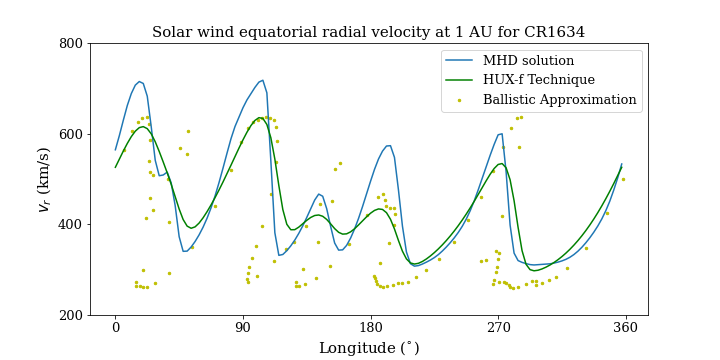 Solar wind equatorial radial velocity at 1 AU for CR1634
MHD solution
HUX-f Technique
Ballistic Approximation
800
600
400
200
v_r (km/s)
0 90 180 270 360
Longitude (°)